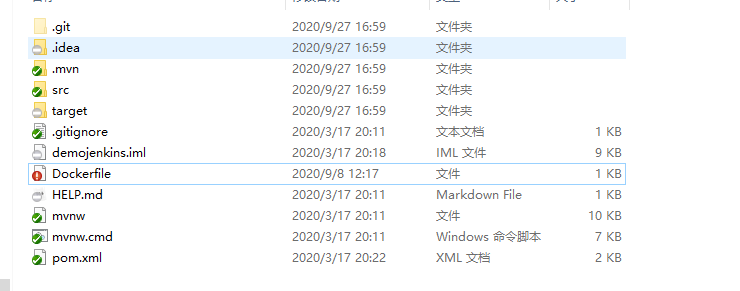 .git 2020/9/27 16:59 文件夹
.idea 2020/9/27 16:59 文件夹
.mvn 2020/9/27 16:59 文件夹
src 2020/9/27 16:59 文件夹
target 2020/9/27 16:59 文件夹
.gitignore 2020/3/17 20:11 文本文档 1 KB
demojenkins.iml 2020/3/17 20:18 IML 文件 9 KB
Dockerfile 2020/9/8 12:17 文件 1 KB
HELP.md 2020/3/17 20:11 Markdown File 1 KB
mvnw 2020/3/17 20:11 文件 10 KB
mvnw.cmd 2020/3/17 20:11 Windows 命令脚本 7 KB
pom.xml 2020/3/17 20:22 XML 文档 2 KB